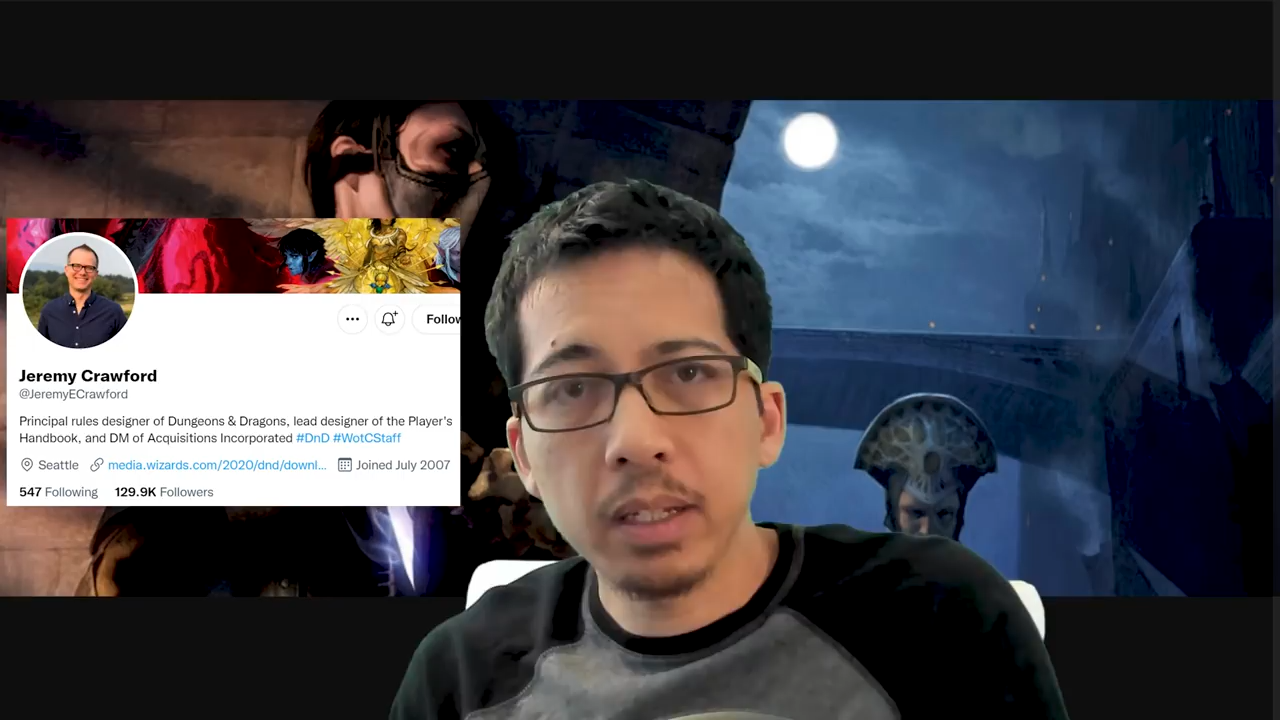 Follow
Jeremy Crawford
@JeremyECrawford
Principal rules designer of Dungeons & Dragons, lead designer of the Player's
Handbook, and DM of Acquisitions Incorporated #DnD #WotCStaff
Seattle media.wizards.com/2020/dnd/downl... Joined July 2007
547 Following 129.9K Followers